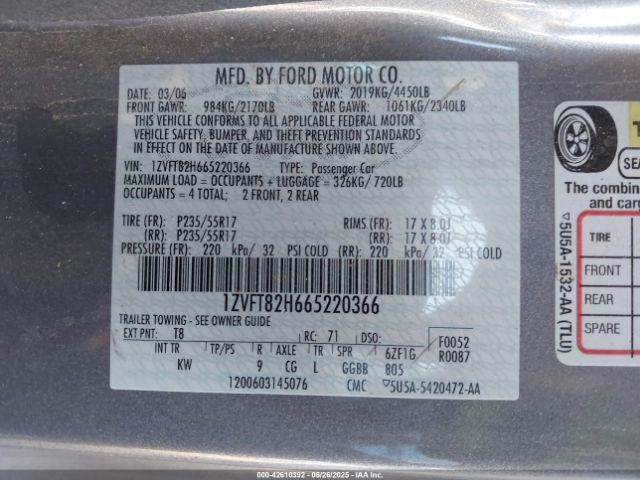 MFD. BY FORD MOTOR CO.
DATE: 03/06 GVWR: 2019KG/4450LB
FRONT GAWR: 984KG/2170LB REAR GAWR: 1061KG/2340LB
THIS VEHICLE CONFORMS TO ALL APPLICABLE FEDERAL MOTOR
VEHICLE SAFETY, BUMPER, AND THEFT PREVENTION STANDARDS
IN EFFECT ON THE DATE OF MANUFACTURE SHOWN ABOVE.
VIN: 1ZVFT82H665220366 TYPE: Passenger Car
MAXIMUM LOAD = OCCUPANTS + LUGGAGE = 326KG/720LB
OCCUPANTS = 4 TOTAL; 2 FRONT, 2 REAR
TIRE (FR): P235/55R17 RIMS (FR): 17 X 8.0J
(RR): P235/55R17 (RR): 17 X 8.0J
PRESSURE (FR): 220 kPa/ 32 PSI COLD (RR): 220 kPa/ 32 PSI COLD
1ZVFT82H665220366
TRAILER TOWING - SEE OWNER GUIDE
EXT PNT: T8 RC: 71 DSO: F0052
INT TR TP/PS R AXLE TR SPR 6ZF1G R0087
KW 9 CG L GGBB 805
1200603145076 CMC ▽5U5A-5420472-AA
SEA
The combin
and carg
TIRE
FRONT
REAR
SPARE
▽5U5A-1532-AA (TLU)
000-42610392 - 06/26/2025 - IAAI.com